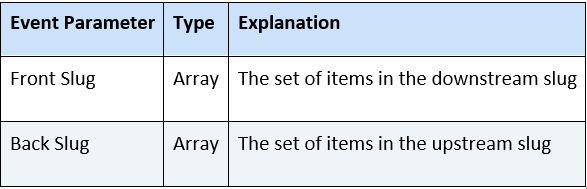 Event Parameter Type Explanation
Front Slug Array The set of items in the downstream slug
Back Slug Array The set of items in the upstream slug